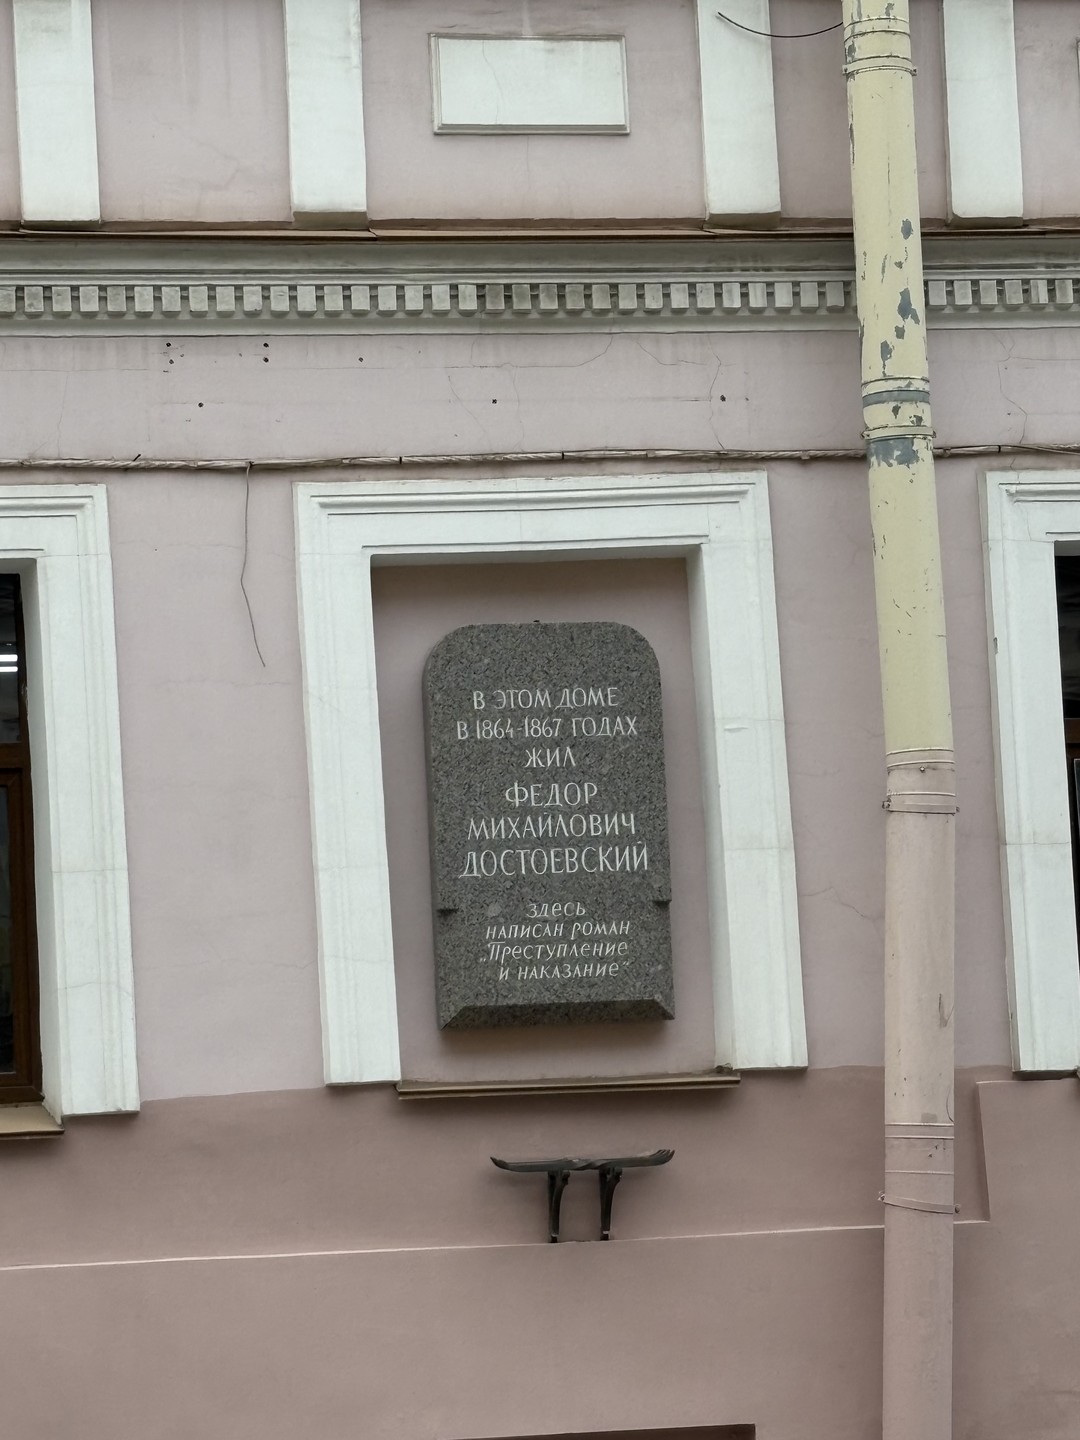 В ЭТОМ ДОМЕ
В 1864-1867 ГОДАХ
ЖИЛ
ФЕДОР
МИХАЙЛОВИЧ
ДОСТОЕВСКИЙ
ЗДЕСЬ
НАПИСАН РОМАН
„Преступление
и наказание"